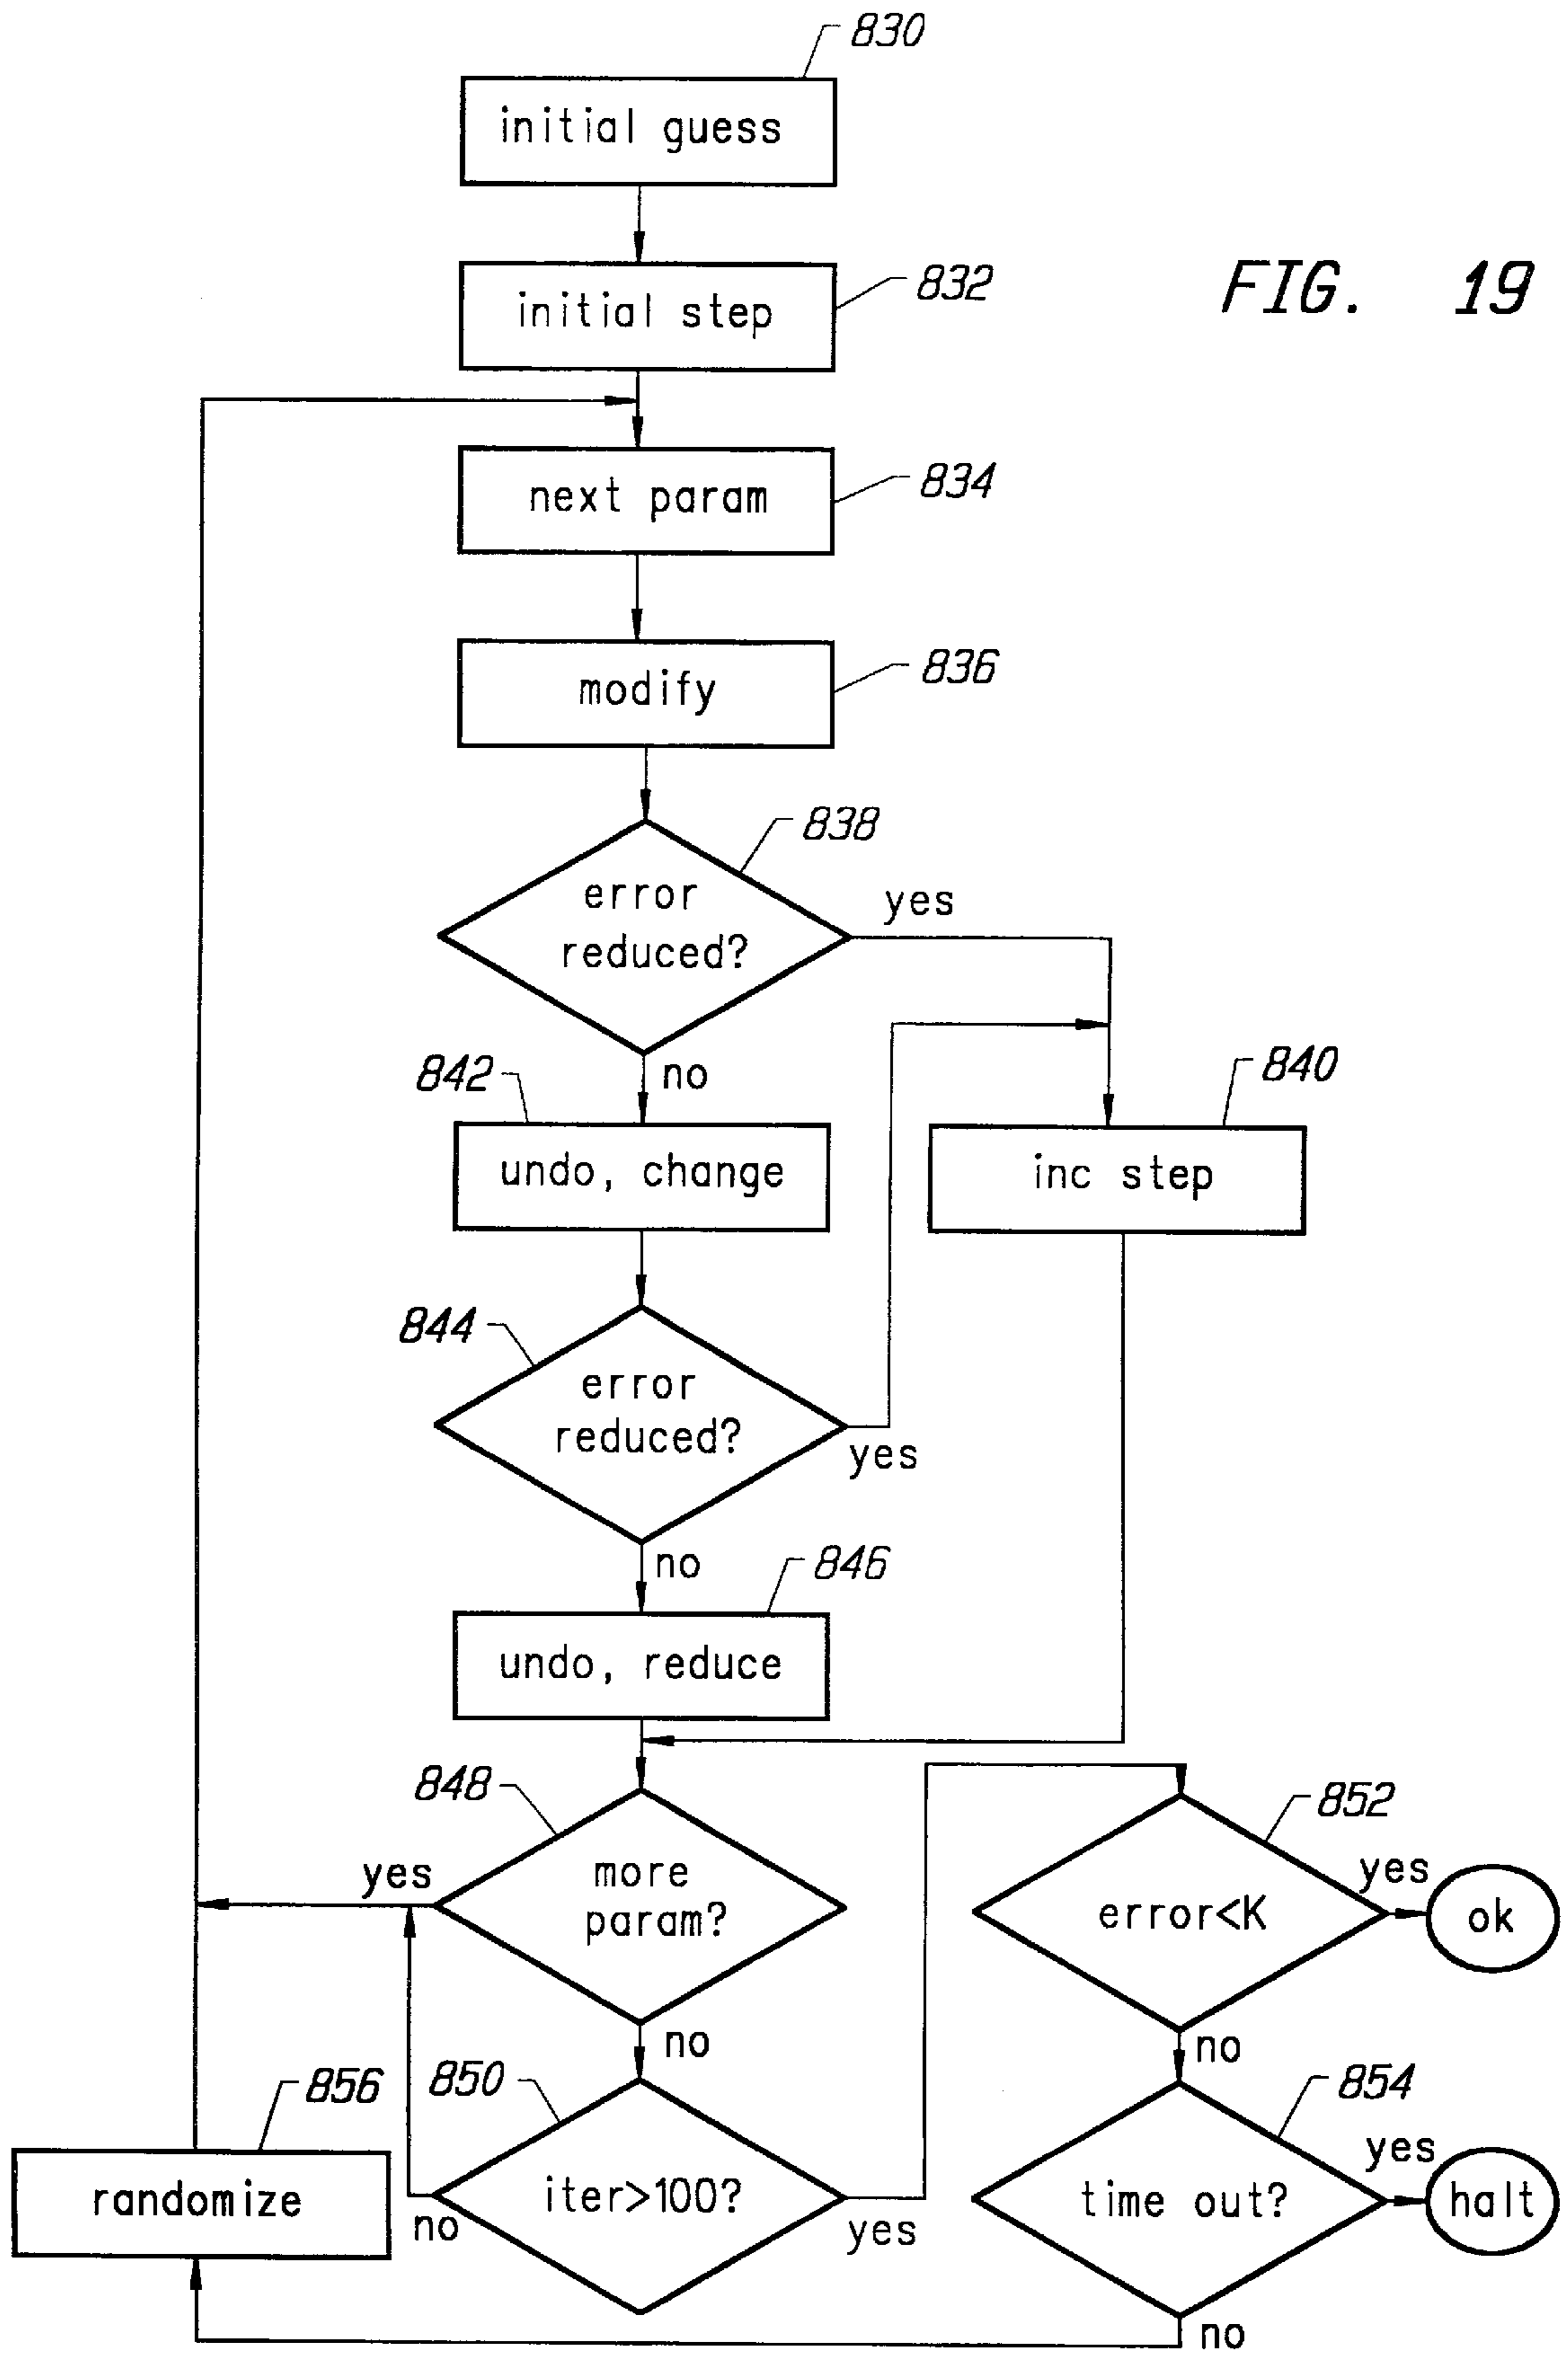 830
initial guess
832
initial step
FIG. 19
834
next param
836
modify
838
error
reduced?
yes
no
842
undo, change
840
inc step
844
error
reduced?
yes
no
846
undo, reduce
848
more
param?
yes
no
852
error<K
yes
ok
no
850
iter>100?
no
yes
854
time out?
yes
halt
no
856
randomize